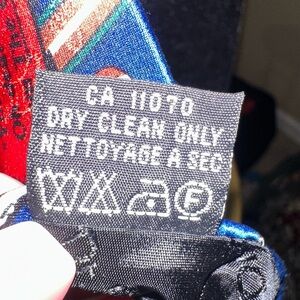 CA 11070
DRY CLEAN ONLY
NETTOYAGE A SEC
F